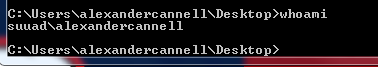 C:\Users\alexandercannell\Desktop>whoami
suuad\alexandercannell

C:\Users\alexandercannell\Desktop>